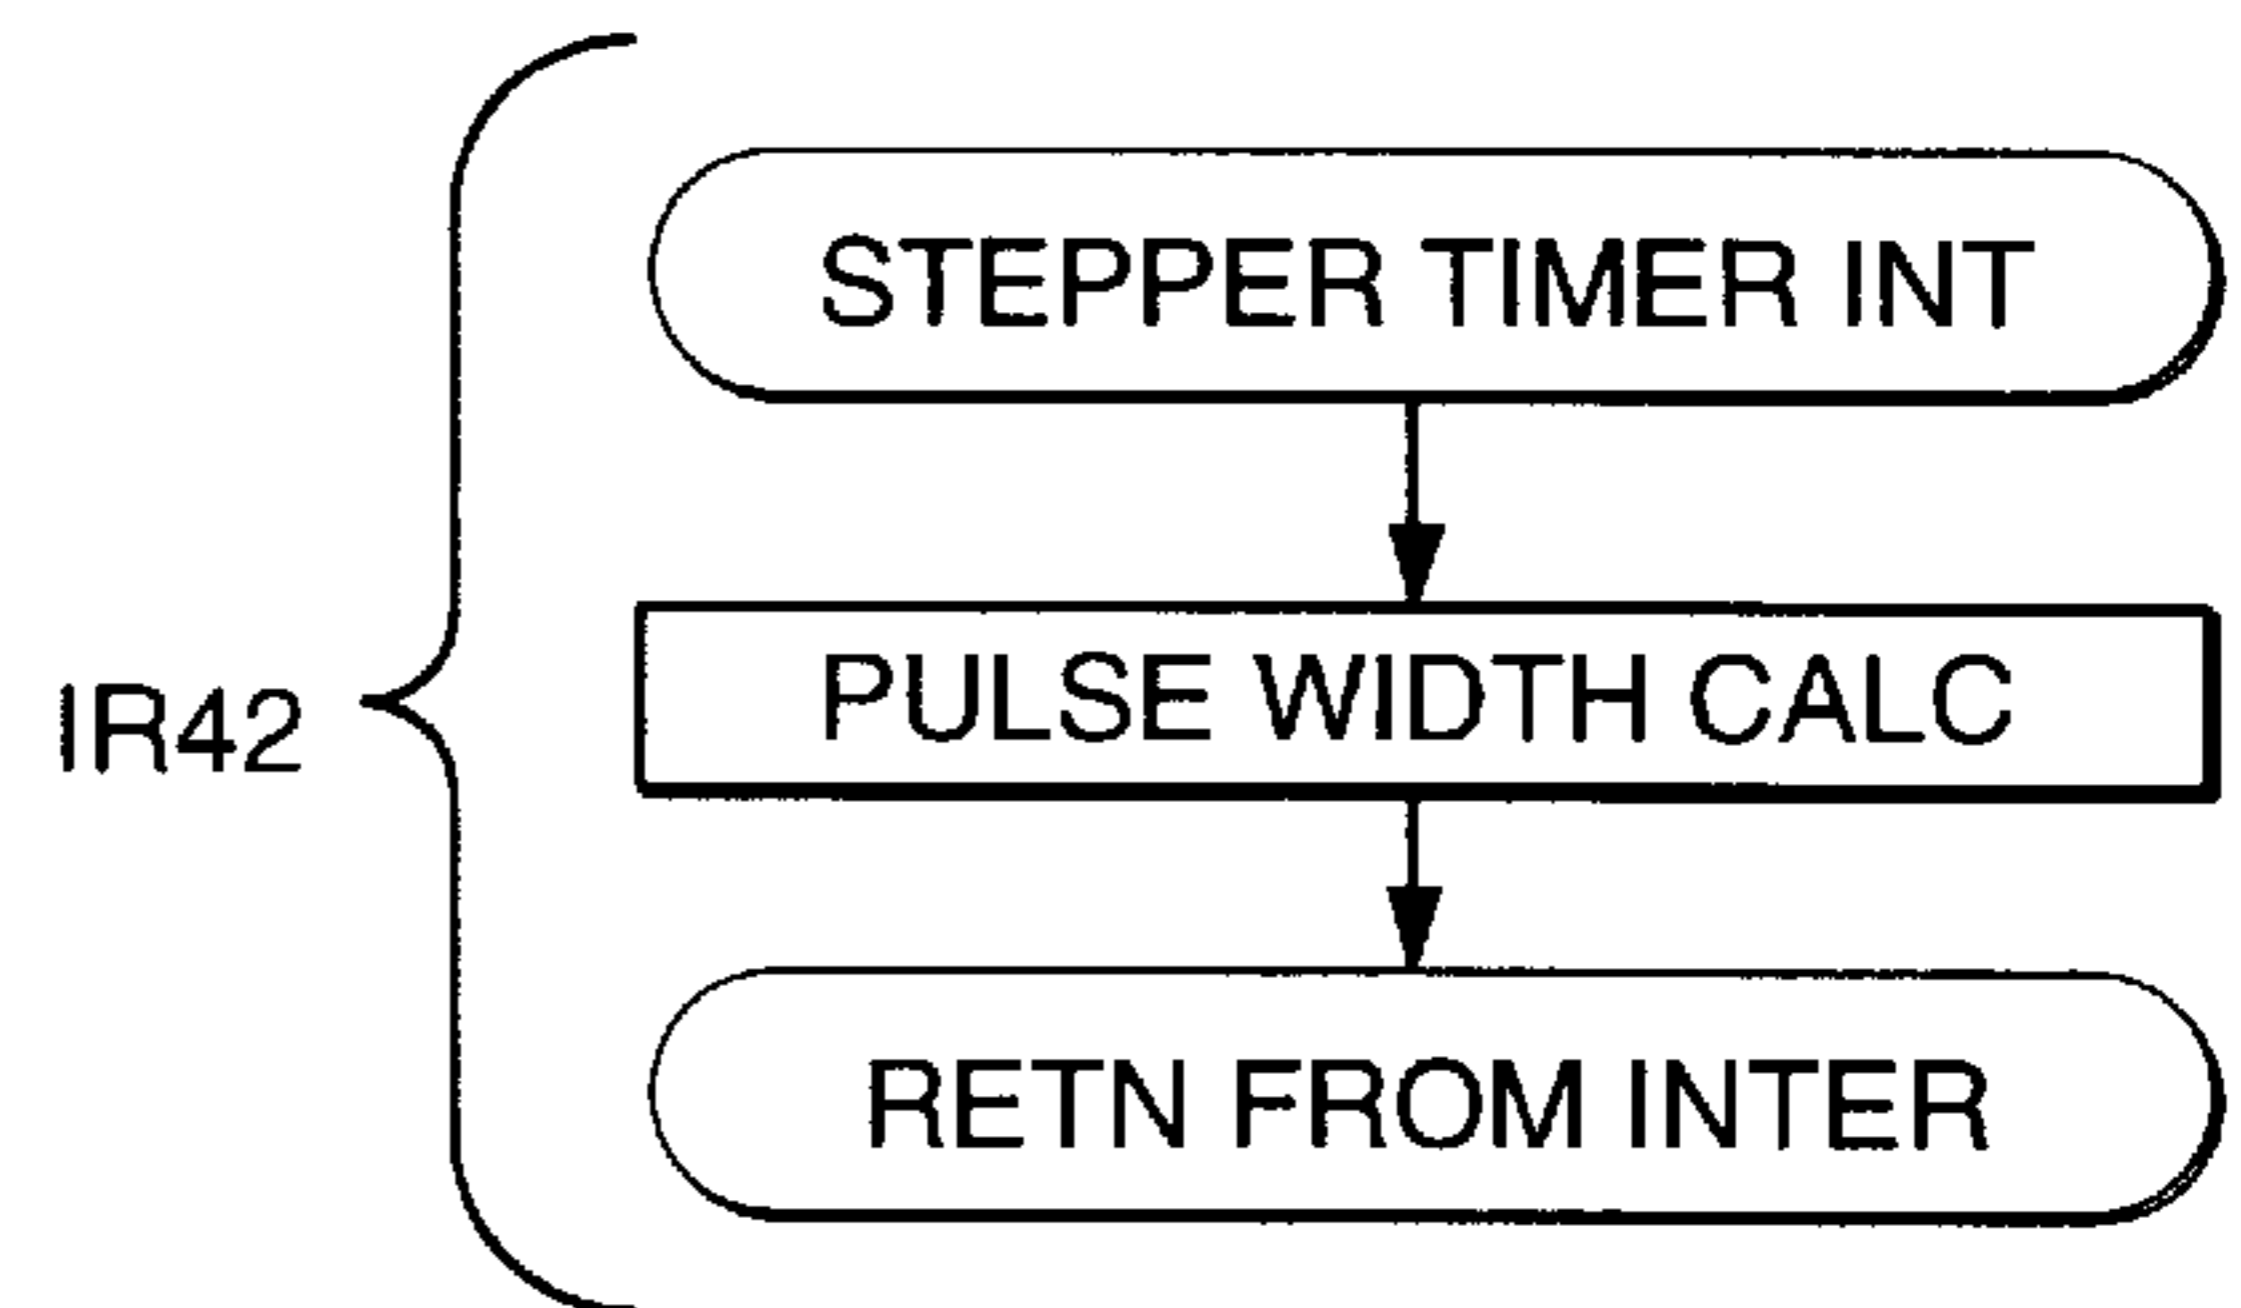 STEPPER TIMER INT
IR42
PULSE WIDTH CALC
RETN FROM INTER